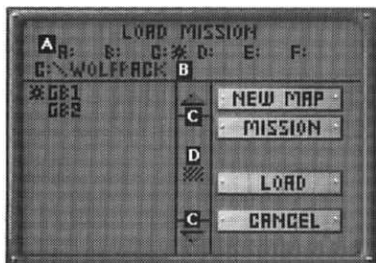 LOAD MISSION
A
A: B: C: D: E: F:
C:\WOLFPACK B
GB1
GB2
NEW MAP
C
MISSION
D
LOAD
C
CANCEL